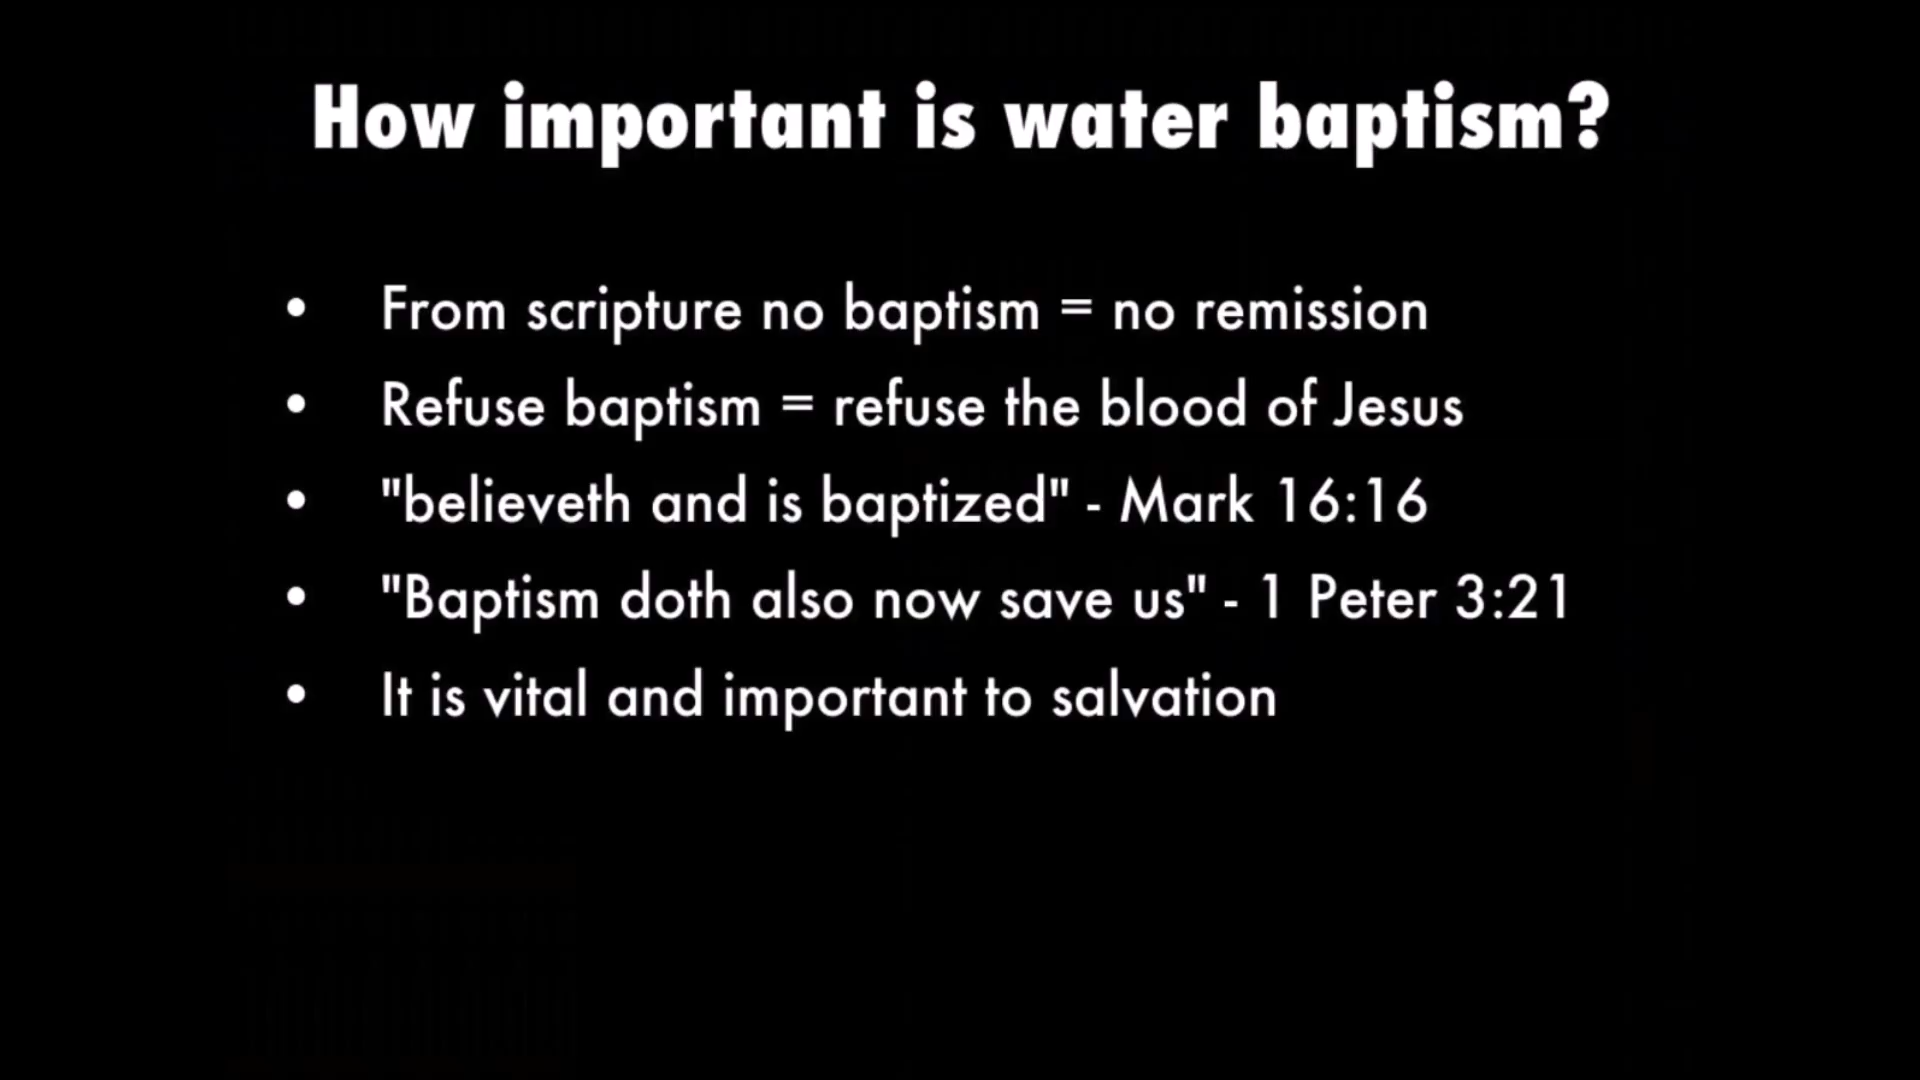 How important is water baptism?
• From scripture no baptism = no remission
• Refuse baptism = refuse the blood of Jesus
• "believeth and is baptized" - Mark 16:16
• "Baptism doth also now save us" - 1 Peter 3:21
• It is vital and important to salvation